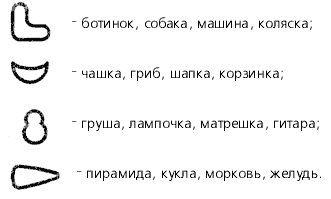 - ботинок, собака, машина, коляска;
- чашка, гриб, шапка, корзинка;
- груша, лампочка, матрешка, гитара;
- пирамида, кукла, морковь, желудь.